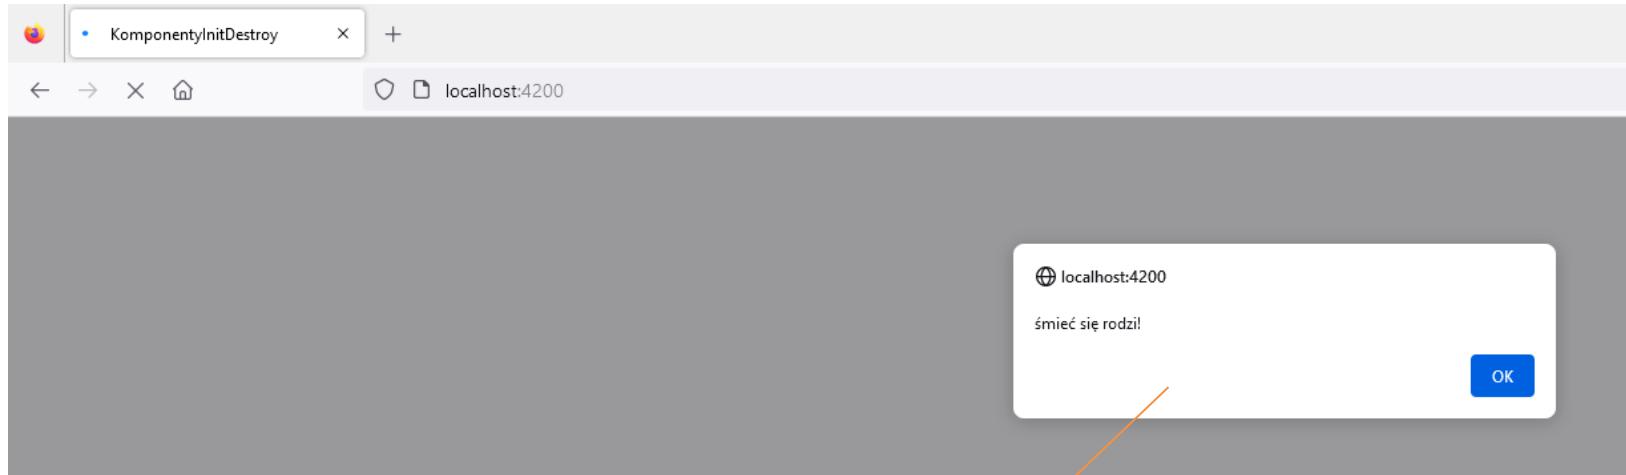 KomponentyInitDestroy
localhost:4200
localhost:4200
śmieć się rodzi!
OK